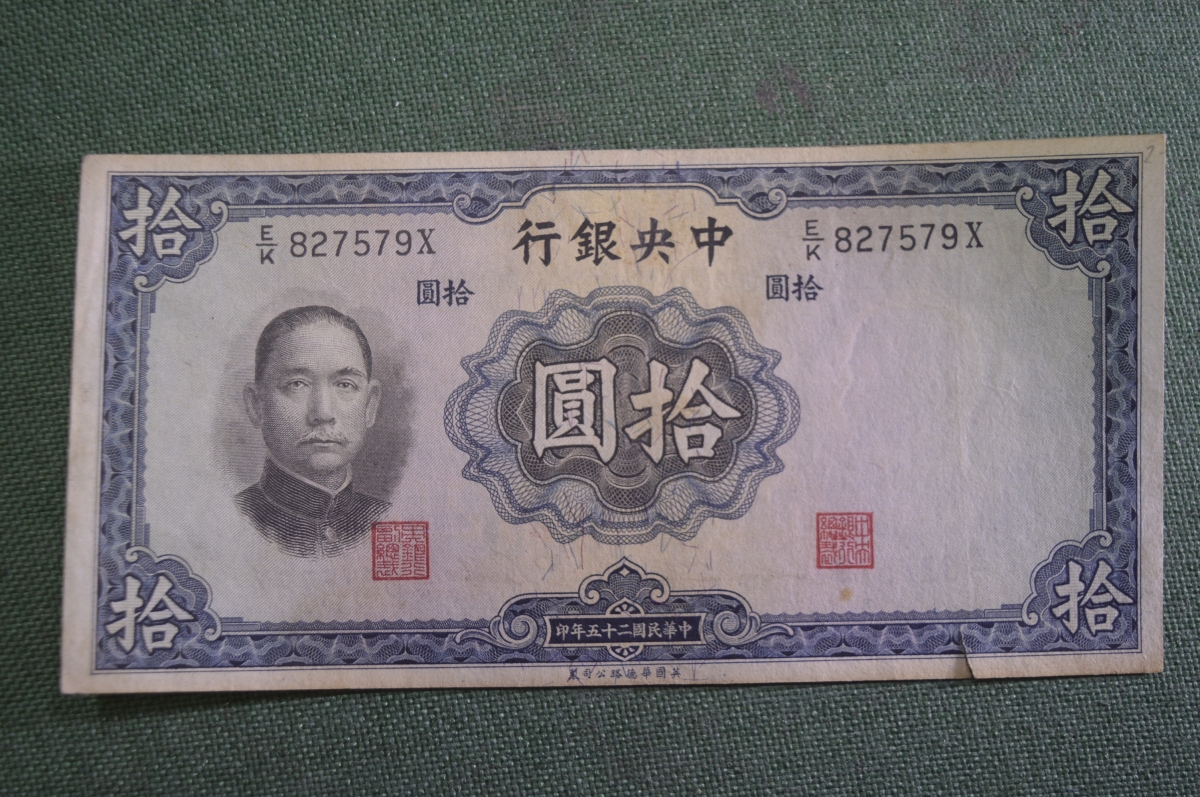 拾
拾
中央銀行
E/K 827579X
E/K 827579X
拾圓
拾圓
拾圓
拾
拾
中華民國二十五年印
英國華德路公司製